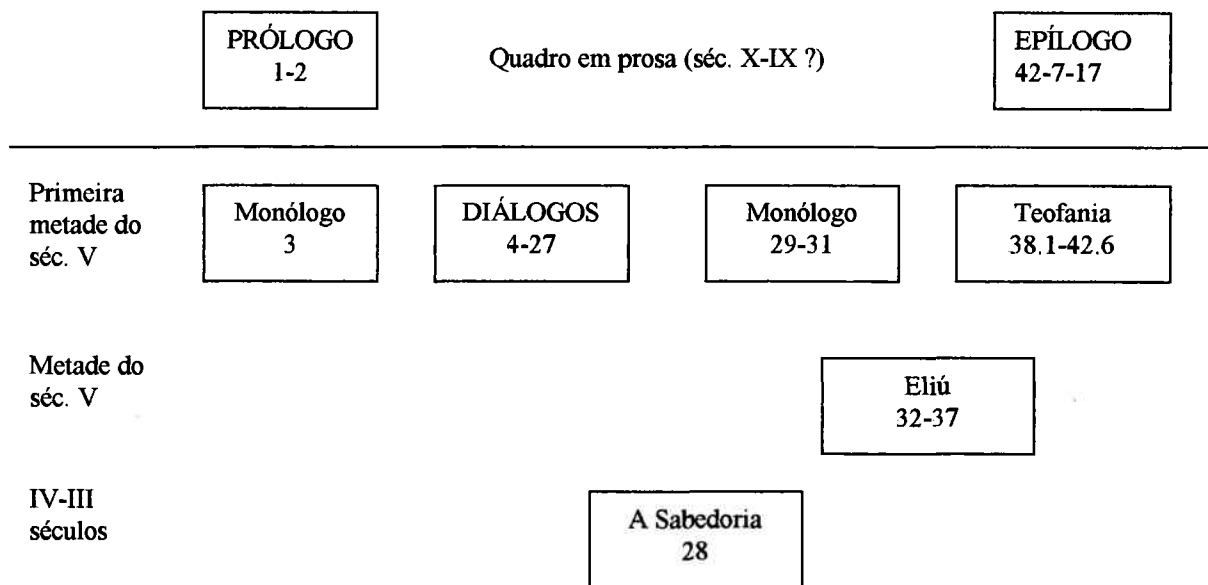 PRÓLOGO
1-2
Quadro em prosa (séc. X-IX ?)
EPÍLOGO
42-7-17
Primeira
metade do
séc. V
Monólogo
3
DIÁLOGOS
4-27
Monólogo
29-31
Teofania
38.1-42.6
Metade do
séc. V
Eliú
32-37
IV-III
séculos
A Sabedoria
28